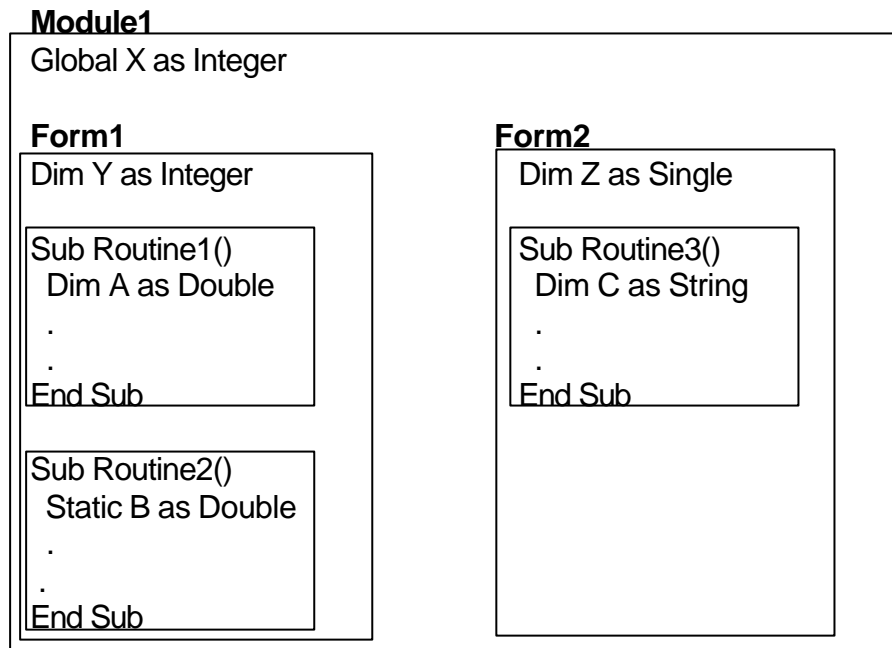 Module1
Global X as Integer
Form1
Dim Y as Integer
Sub Routine1()
Dim A as Double
.
.
End Sub
Sub Routine2()
Static B as Double
.
.
End Sub
Form2
Dim Z as Single
Sub Routine3()
Dim C as String
.
.
End Sub